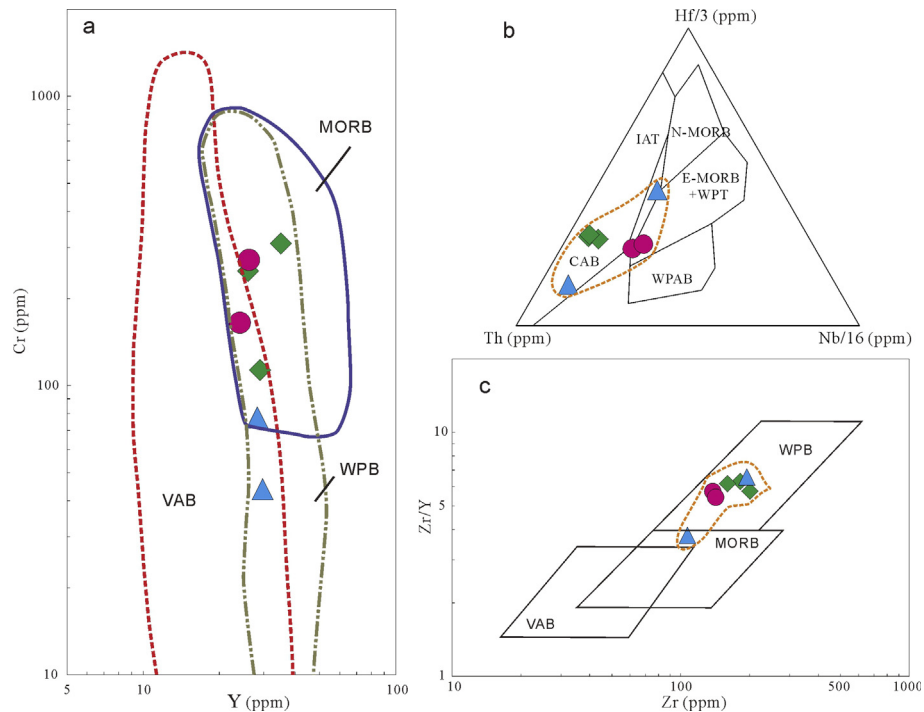 a
1000
100
10
Cr (ppm)
MORB
WPB
VAB
5
10
100
Y (ppm)
b
Hf/3 (ppm)
IAT
N-MORB
E-MORB
+WPT
CAB
WPAB
Th (ppm)
Nb/16 (ppm)
c
10
5
1
Zr/Y
WPB
MORB
VAB
10
100
500
1000
Zr (ppm)